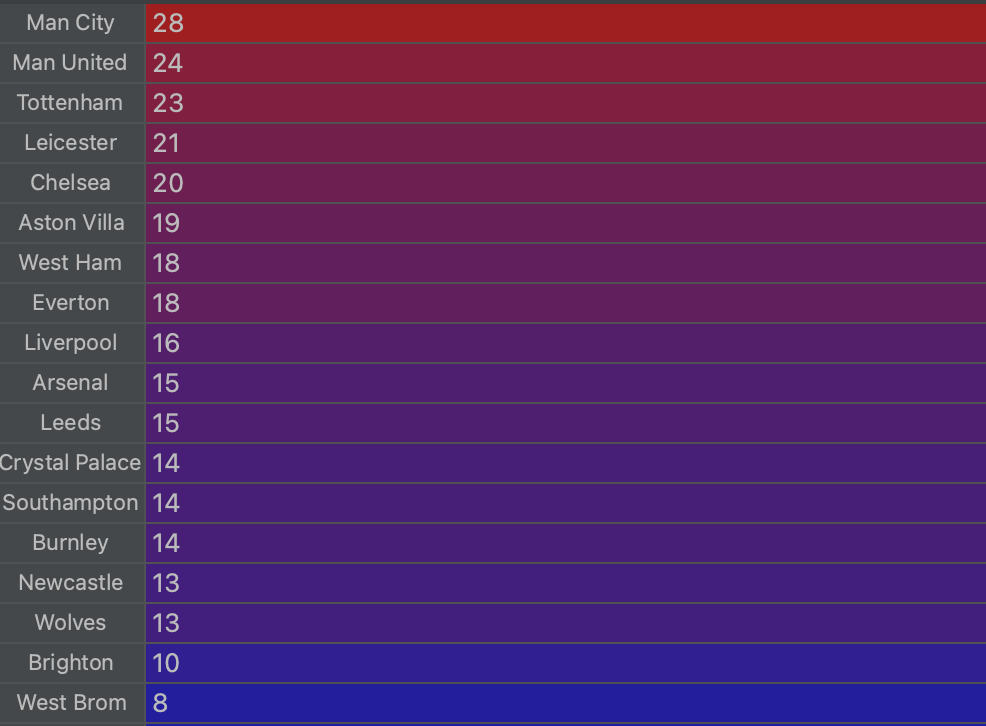 Man City 28
Man United 24
Tottenham 23
Leicester 21
Chelsea 20
Aston Villa 19
West Ham 18
Everton 18
Liverpool 16
Arsenal 15
Leeds 15
Crystal Palace 14
Southampton 14
Burnley 14
Newcastle 13
Wolves 13
Brighton 10
West Brom 8